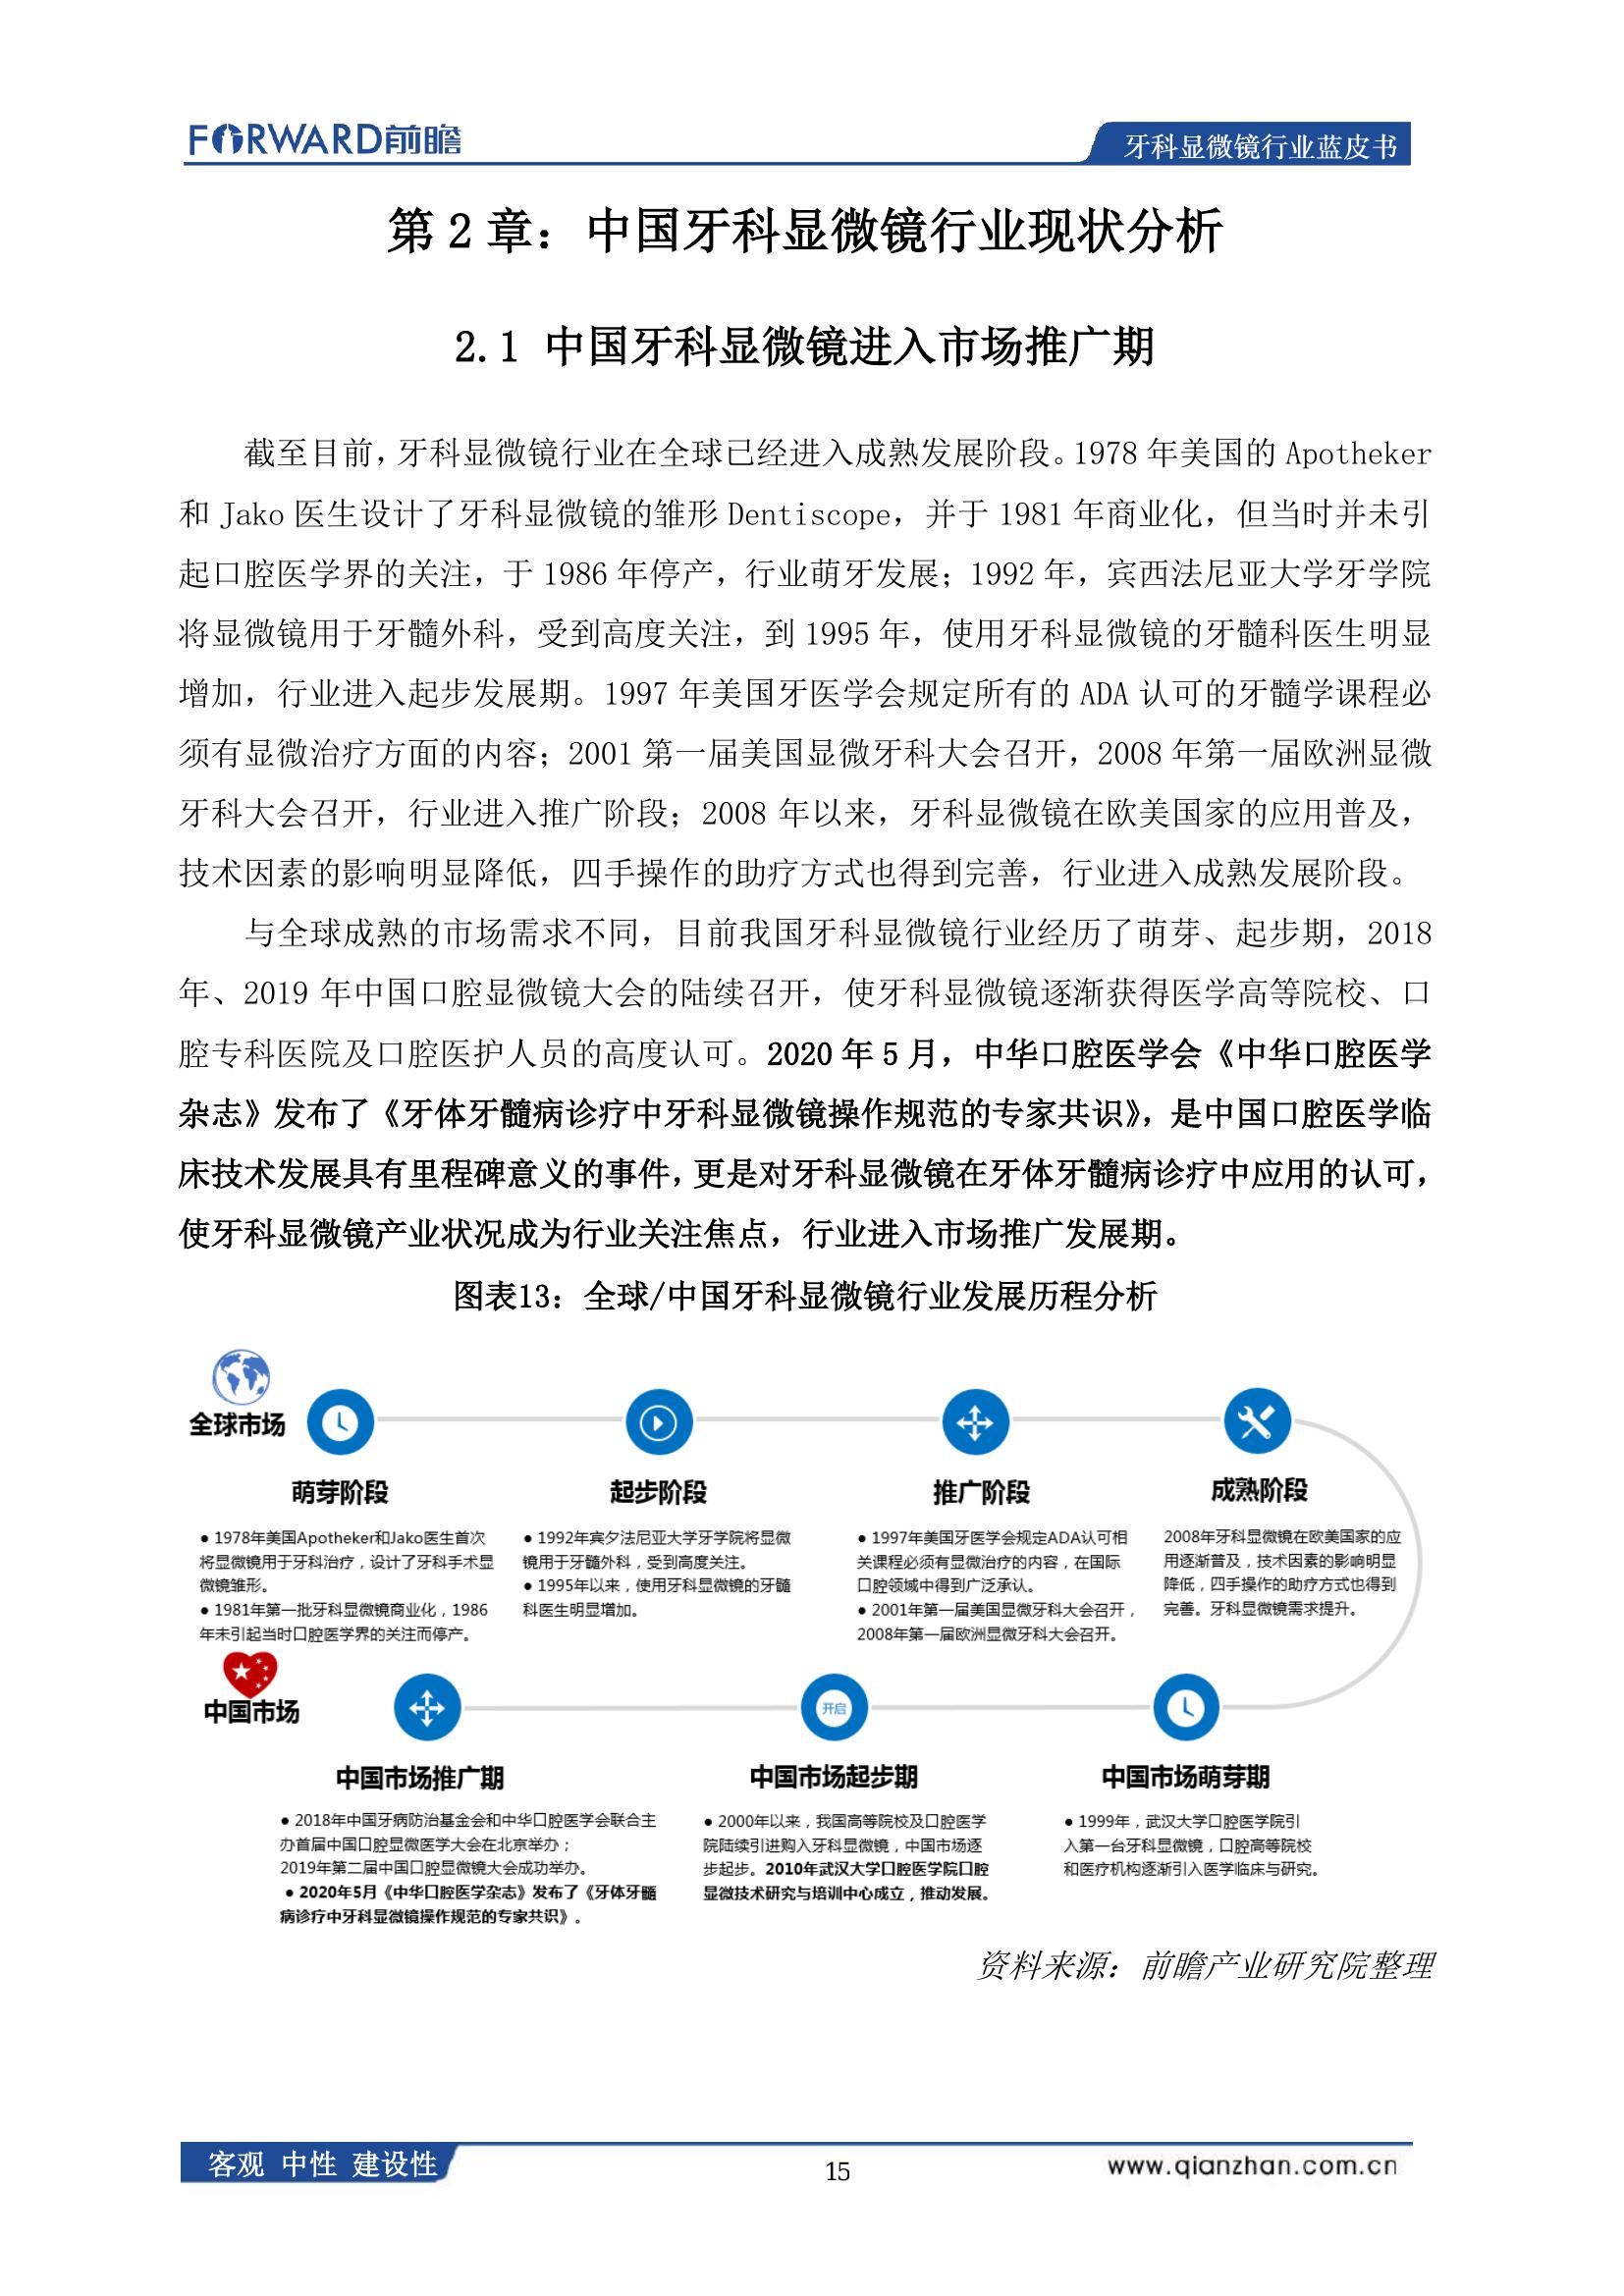 FORWARD前瞻
牙科显微镜行业蓝皮书
第 2 章：中国牙科显微镜行业现状分析
2.1 中国牙科显微镜进入市场推广期
截至目前，牙科显微镜行业在全球已经进入成熟发展阶段。1978 年美国的 Apotheker
和 Jako 医生设计了牙科显微镜的雏形 Dentiscope，并于 1981 年商业化，但当时并未引
起口腔医学界的关注，于 1986 年停产，行业萌牙发展；1992 年，宾西法尼亚大学牙学院
将显微镜用于牙髓外科，受到高度关注，到 1995 年，使用牙科显微镜的牙髓科医生明显
增加，行业进入起步发展期。1997 年美国牙医学会规定所有的 ADA 认可的牙髓学课程必
须有显微治疗方面的内容；2001 第一届美国显微牙科大会召开，2008 年第一届欧洲显微
牙科大会召开，行业进入推广阶段；2008 年以来，牙科显微镜在欧美国家的应用普及，
技术因素的影响明显降低，四手操作的助疗方式也得到完善，行业进入成熟发展阶段。
与全球成熟的市场需求不同，目前我国牙科显微镜行业经历了萌芽、起步期，2018
年、2019 年中国口腔显微镜大会的陆续召开，使牙科显微镜逐渐获得医学高等院校、口
腔专科医院及口腔医护人员的高度认可。2020 年 5 月，中华口腔医学会《中华口腔医学
杂志》发布了《牙体牙髓病诊疗中牙科显微镜操作规范的专家共识》，是中国口腔医学临
床技术发展具有里程碑意义的事件，更是对牙科显微镜在牙体牙髓病诊疗中应用的认可，
使牙科显微镜产业状况成为行业关注焦点，行业进入市场推广发展期。
图表13：全球/中国牙科显微镜行业发展历程分析
全球市场
萌芽阶段
● 1978年美国Apotheker和Jako医生首次
将显微镜用于牙科治疗，设计了牙科手术显
微镜雏形。
● 1981年第一批牙科显微镜商业化，1986
年未引起当时口腔医学界的关注而停产。
起步阶段
● 1992年宾夕法尼亚大学牙学院将显微
镜用于牙髓外科，受到高度关注。
● 1995年以来，使用牙科显微镜的牙髓
科医生明显增加。
推广阶段
● 1997年美国牙医学会规定ADA认可相
关课程必须有显微治疗的内容，在国际
口腔领域中得到广泛承认。
● 2001年第一届美国显微牙科大会召开，
2008年第一届欧洲显微牙科大会召开。
成熟阶段
2008年牙科显微镜在欧美国家的应
用逐渐普及，技术因素的影响明显
降低，四手操作的助疗方式也得到
完善。牙科显微镜需求提升。
中国市场
中国市场推广期
● 2018年中国牙病防治基金会和中华口腔医学会联合主
办首届中国口腔显微医学大会在北京举办；
2019年第二届中国口腔显微镜大会成功举办。
● 2020年5月《中华口腔医学杂志》发布了《牙体牙髓
病诊疗中牙科显微镜操作规范的专家共识》。
开启
中国市场起步期
● 2000年以来，我国高等院校及口腔医学
院陆续引进购入牙科显微镜，中国市场逐
步起步。2010年武汉大学口腔医学院口腔
显微技术研究与培训中心成立，推动发展。
中国市场萌芽期
● 1999年，武汉大学口腔医学院引
入第一台牙科显微镜，口腔高等院校
和医疗机构逐渐引入医学临床与研究。
资料来源：前瞻产业研究院整理
客观 中性 建设性
15
www.qianzhan.com.cn